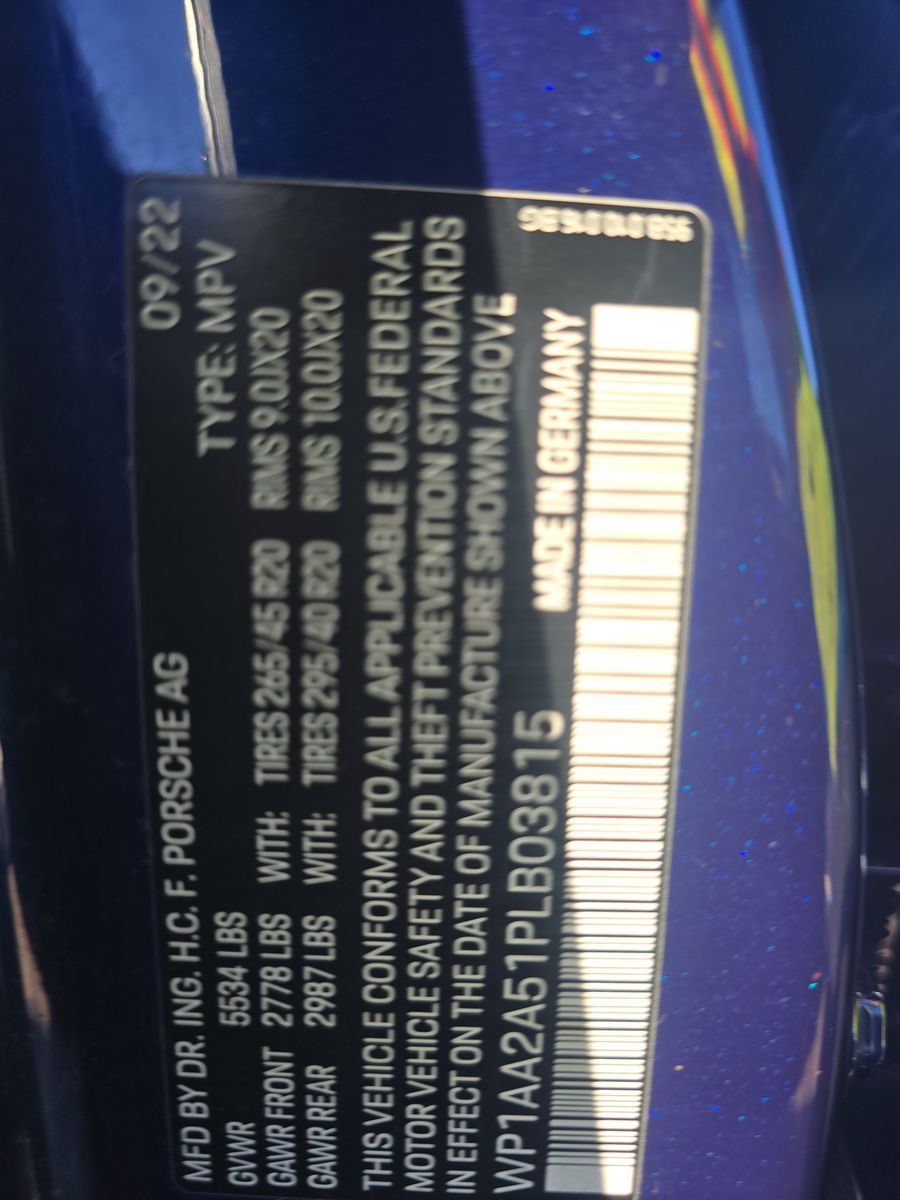 MFD BY DR. ING. H.C. F. PORSCHE AG 09/22
GVWR 5534 LBS TYPE: MPV
GAWR FRONT 2778 LBS WITH: TIRES 265/45 R20 RIMS 9.0JX20
GAWR REAR 2987 LBS WITH: TIRES 295/40 R20 RIMS 10.0JX20
THIS VEHICLE CONFORMS TO ALL APPLICABLE U.S. FEDERAL
MOTOR VEHICLE SAFETY AND THEFT PREVENTION STANDARDS
IN EFFECT ON THE DATE OF MANUFACTURE SHOWN ABOVE
WP1AA2A51PLB03815 MADE IN GERMANY